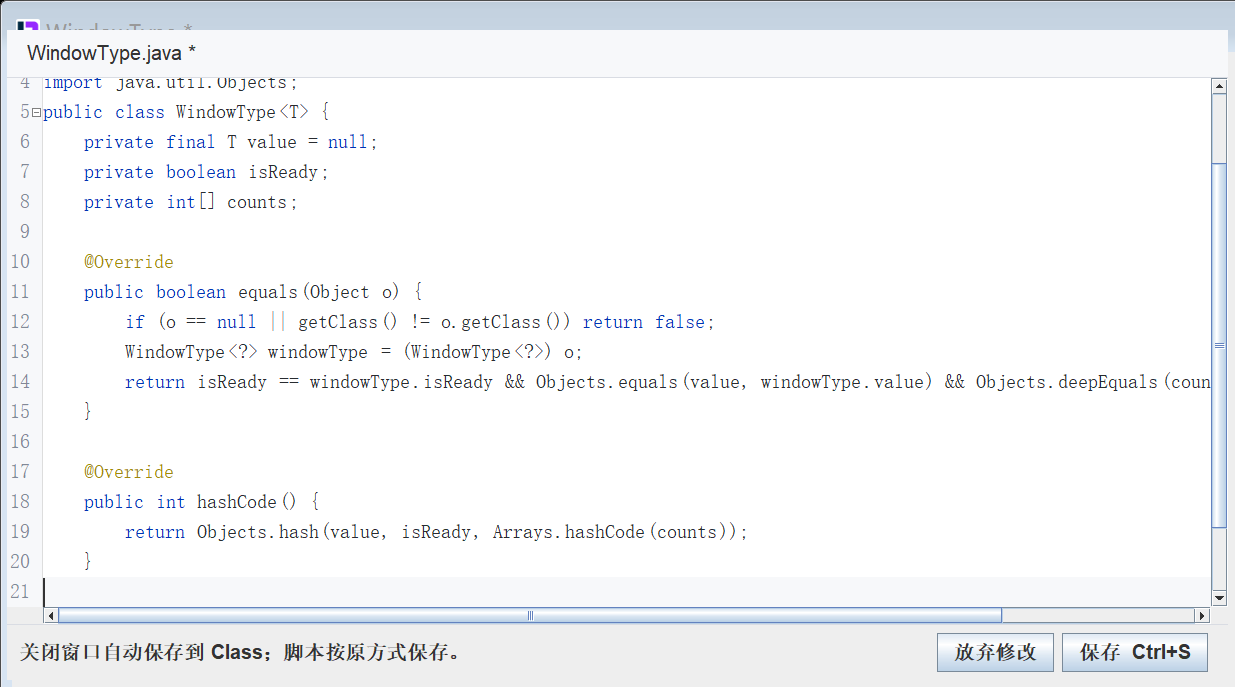 WindowType *
WindowType.java *
4 import java.util.Objects;
5 public class WindowType<T> {
6 private final T value = null;
7 private boolean isReady;
8 private int[] counts;
9
10 @Override
11 public boolean equals(Object o) {
12 if (o == null || getClass() != o.getClass()) return false;
13 WindowType<?> windowType = (WindowType<?>) o;
14 return isReady == windowType.isReady && Objects.equals(value, windowType.value) && Objects.deepEquals(coun
15 }
16
17 @Override
18 public int hashCode() {
19 return Objects.hash(value, isReady, Arrays.hashCode(counts));
20 }
21
关闭窗口自动保存到 Class；脚本按原方式保存。
放弃修改
保存 Ctrl+S